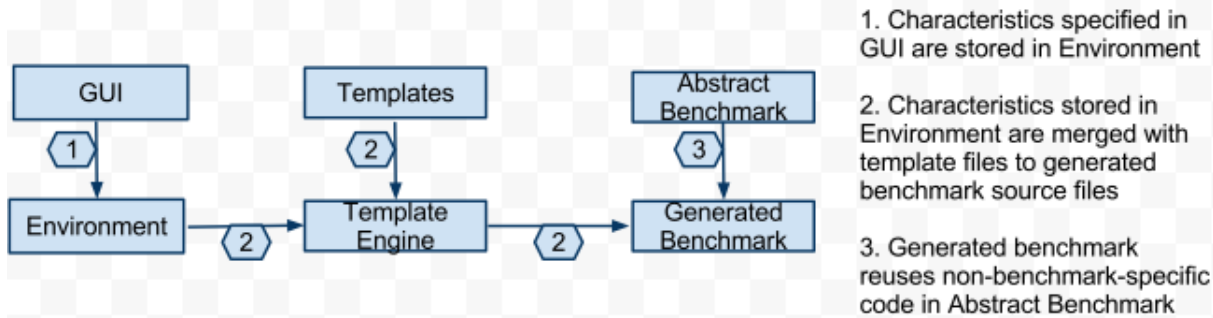 GUI
Templates
Abstract
Benchmark
1
2
3
Environment
2
Template
Engine
2
Generated
Benchmark
1. Characteristics specified in
GUI are stored in Environment
2. Characteristics stored in
Environment are merged with
template files to generated
benchmark source files
3. Generated benchmark
reuses non-benchmark-specific
code in Abstract Benchmark